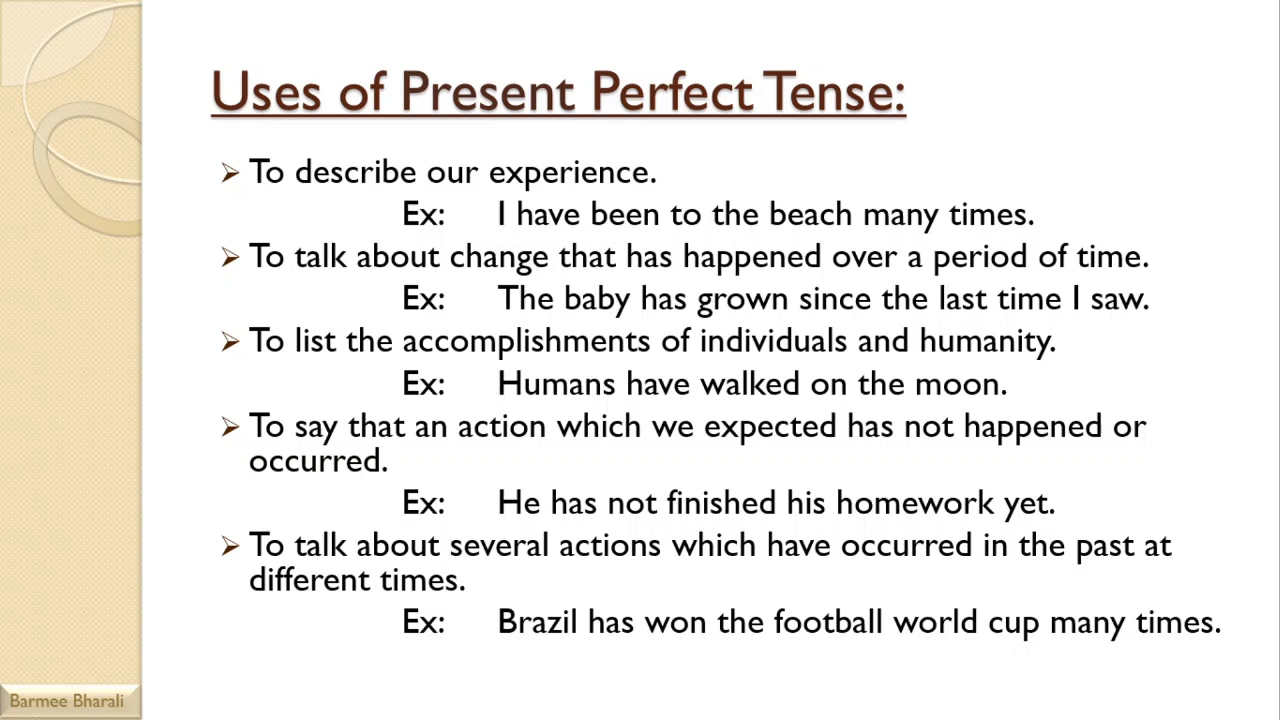 Uses of Present Perfect Tense:
➢ To describe our experience.
Ex: I have been to the beach many times.
➢ To talk about change that has happened over a period of time.
Ex: The baby has grown since the last time I saw.
➢ To list the accomplishments of individuals and humanity.
Ex: Humans have walked on the moon.
➢ To say that an action which we expected has not happened or
occurred.
Ex: He has not finished his homework yet.
➢ To talk about several actions which have occurred in the past at
different times.
Ex: Brazil has won the football world cup many times.
Barmee Bharali